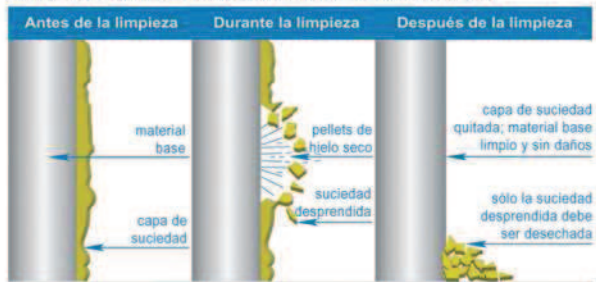 Antes de la limpieza
Durante la limpieza
Después de la limpieza
material
base
capa de
suciedad
pellets de
hielo seco
suciedad
desprendida
capa de suciedad
quitada; material base
limpio y sin daños
sólo la suciedad
desprendida debe
ser desechada